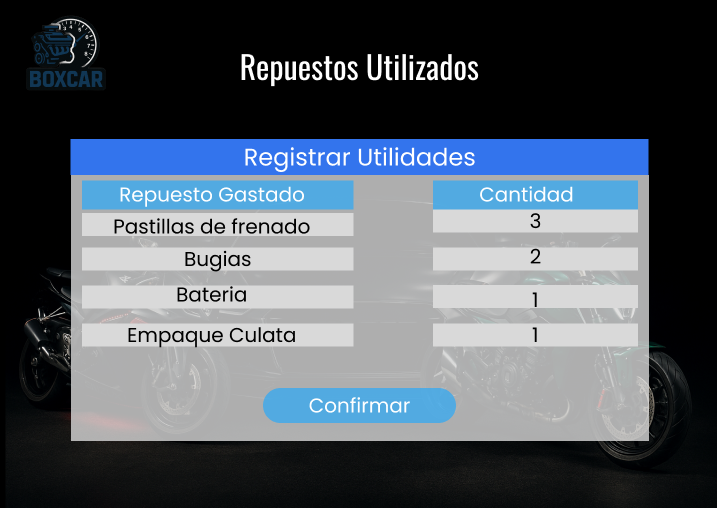 BOXCAR
Repuestos Utilizados
Registrar Utilidades
Repuesto Gastado Cantidad
Pastillas de frenado 3
Bugias 2
Bateria 1
Empaque Culata 1
Confirmar